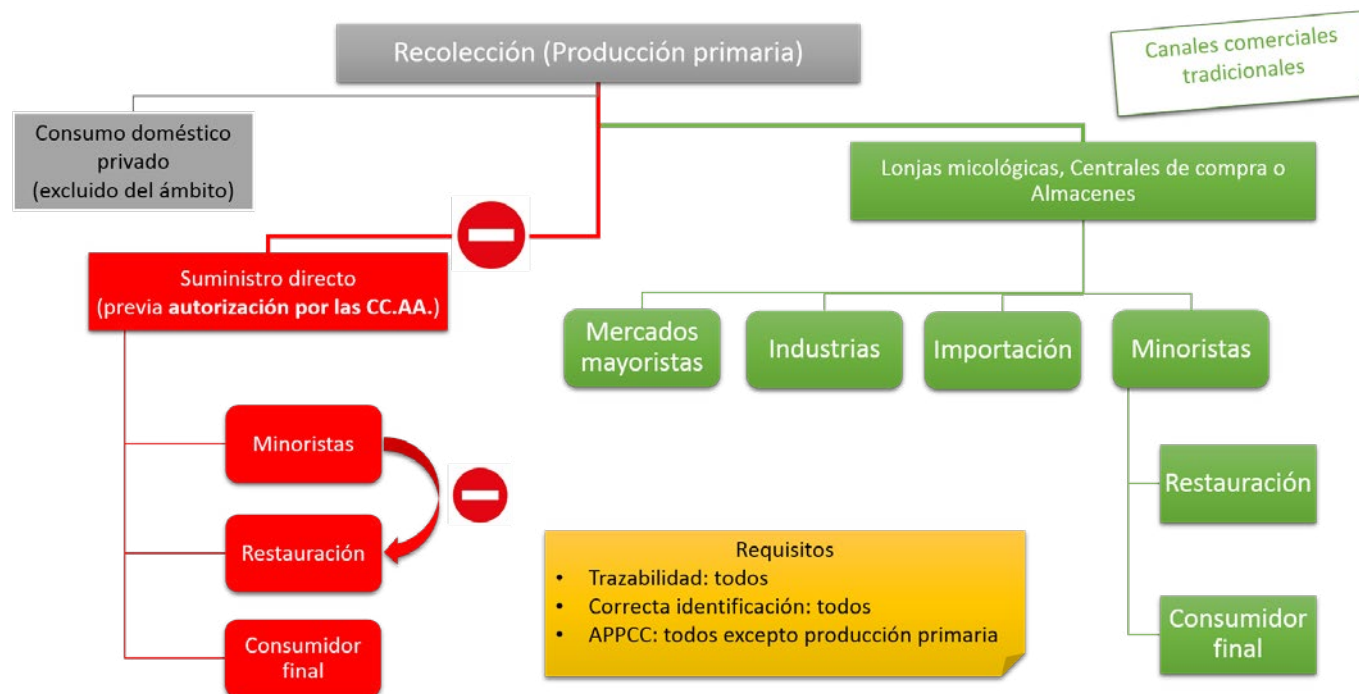 Recolección (Producción primaria)
Canales comerciales
tradicionales
Consumo doméstico
privado
(excluido del ámbito)
Lonjas micológicas, Centrales de compra o
Almacenes
Suministro directo
(previa autorización por las CC.AA.)
Mercados
mayoristas
Industrias
Importación
Minoristas
Minoristas
Restauración
Consumidor
final
Restauración
Consumidor
final
Requisitos
• Trazabilidad: todos
• Correcta identificación: todos
• APPCC: todos excepto producción primaria